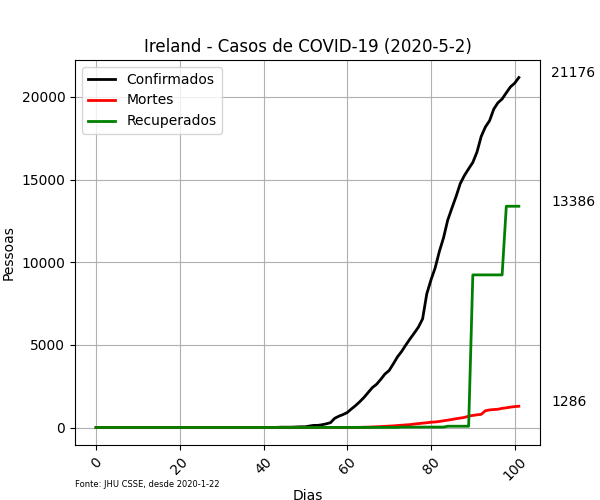 Ireland - Casos de COVID-19 (2020-5-2)
Confirmados
Mortes
Recuperados
21176
13386
1286
Pessoas
20000
15000
10000
5000
0
0 20 40 60 80 100
Dias
Fonte: JHU CSSE, desde 2020-1-22